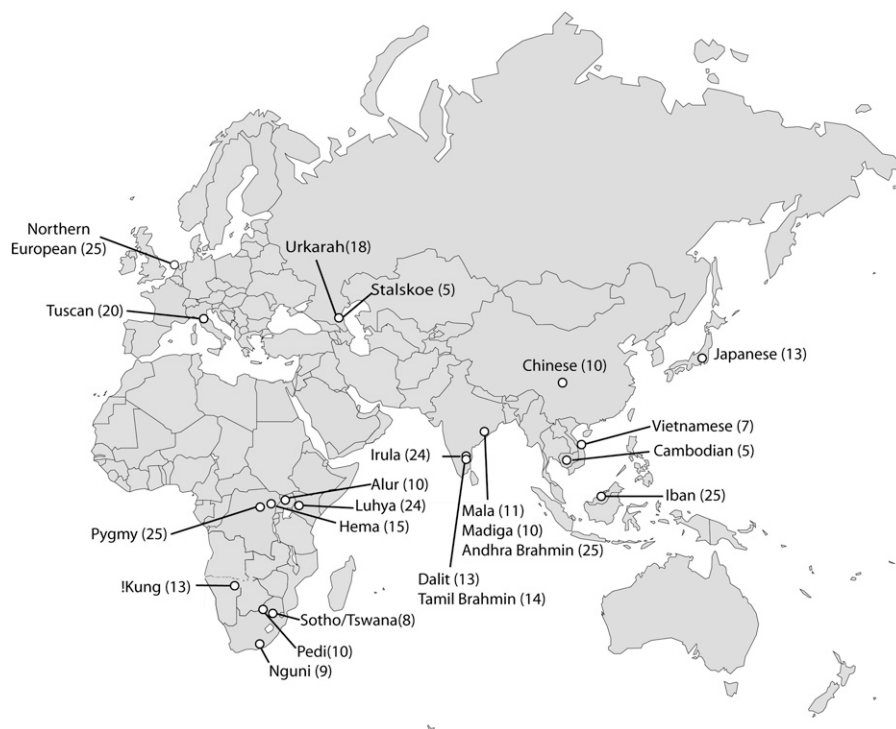 Northern
European (25)
Urkarah(18)
Stalskoe (5)
Tuscan (20)
Chinese (10)
Japanese (13)
Vietnamese (7)
Cambodian (5)
Irula (24)
Alur (10)
Luhya (24)
Hema (15)
Pygmy (25)
Iban (25)
Mala (11)
Madiga (10)
Andhra Brahmin (25)
Dalit (13)
Tamil Brahmin (14)
!Kung (13)
Sotho/Tswana(8)
Pedi(10)
Nguni (9)